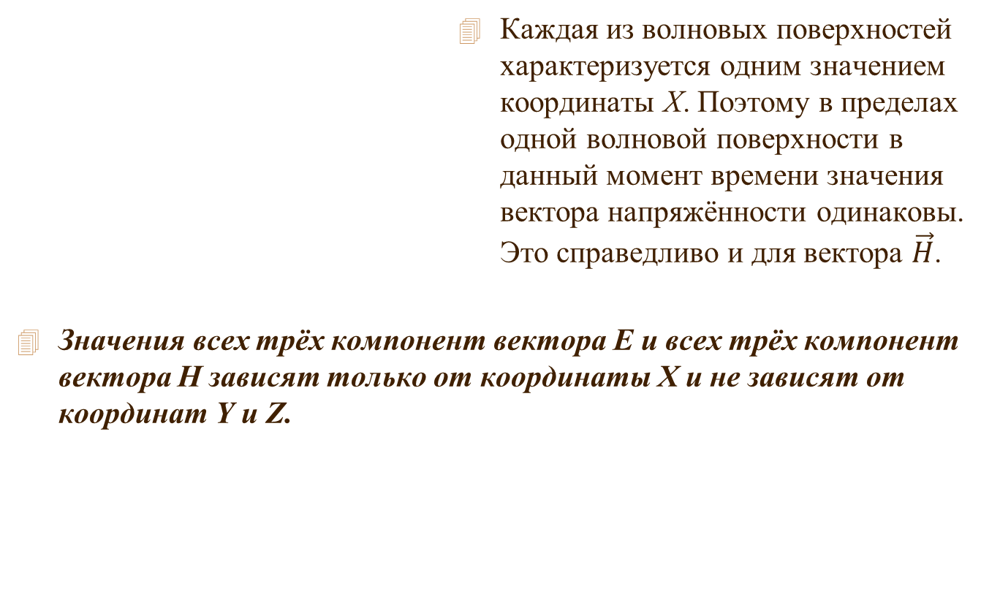 Каждая из волновых поверхностей
характеризуется одним значением
координаты X. Поэтому в пределах
одной волновой поверхности в
данный момент времени значения
вектора напряжённости одинаковы.
Это справедливо и для вектора H⃗.
Значения всех трёх компонент вектора E и всех трёх компонент
вектора H зависят только от координаты X и не зависят от
координат Y и Z.